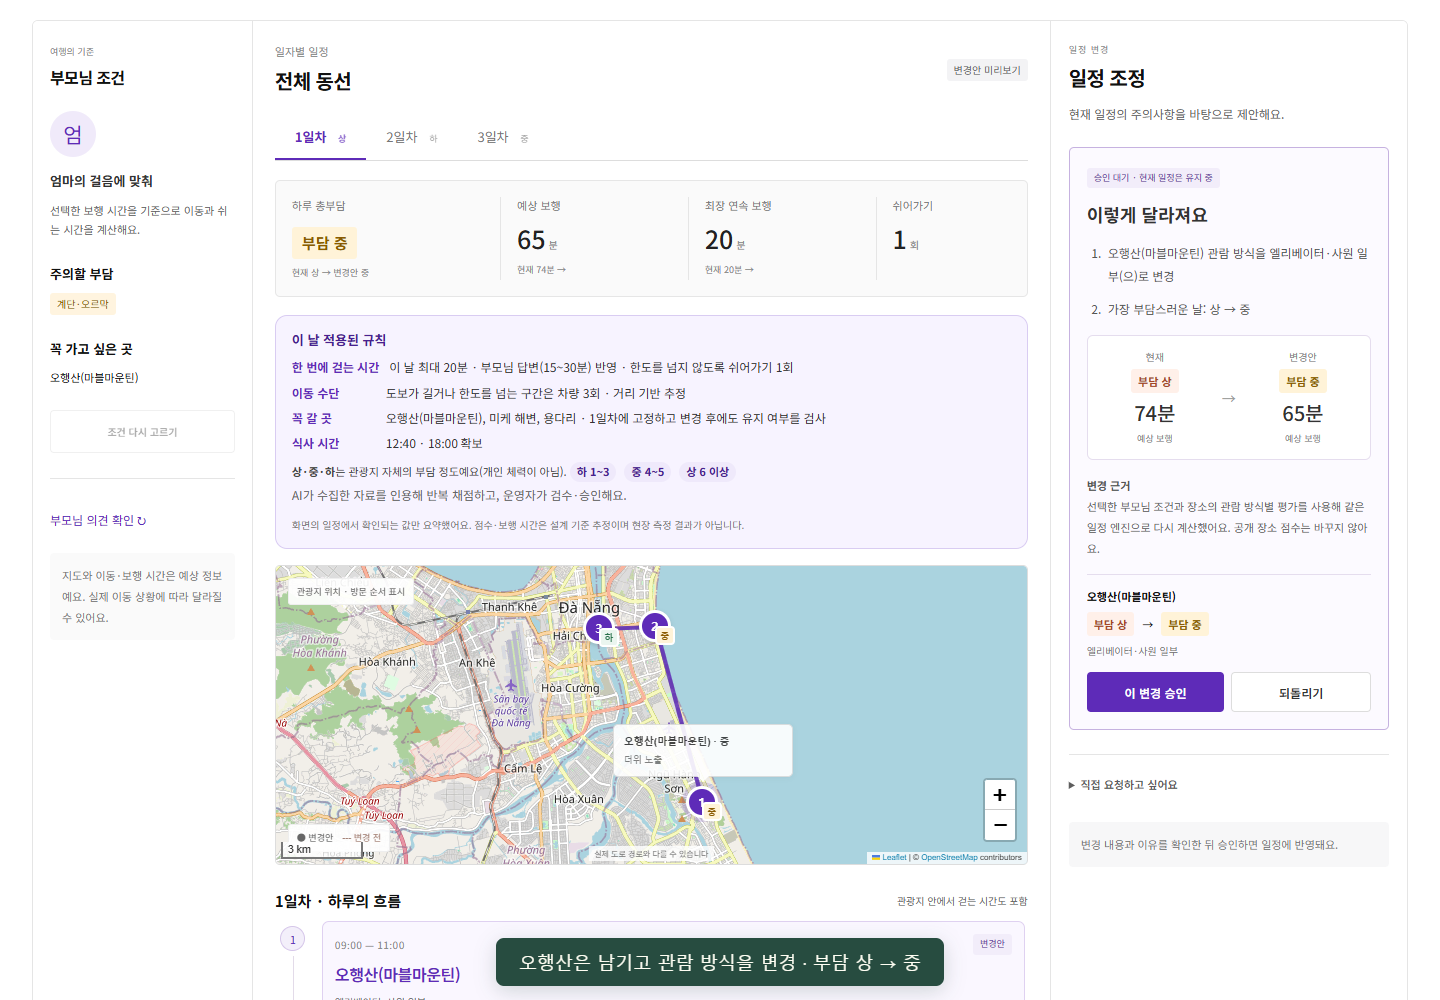 여행의 기준
부모님 조건
엄
엄마의 걸음에 맞춰
선택한 보행 시간을 기준으로 이동과 쉬
는 시간을 계산해요.
주의할 부담
계단·오르막
꼭 가고 싶은 곳
오행산(마블마운틴)
조건 다시 고르기
부모님 의견 확인 ↻
지도와 이동·보행 시간은 예상 정보
예요. 실제 이동 상황에 따라 달라질
수 있어요.
일자별 일정
전체 동선
변경안 미리보기
1일차 상
2일차 하
3일차 중
하루 총부담
부담 중
현재 상 → 변경안 중
예상 보행
65 분
현재 74분 →
최장 연속 보행
20 분
현재 20분 →
쉬어가기
1 회
이 날 적용된 규칙
한 번에 걷는 시간 이 날 최대 20분 · 부모님 답변(15~30분) 반영 · 한도를 넘지 않도록 쉬어가기 1회
이동 수단 도보가 길거나 한도를 넘는 구간은 차량 3회 · 거리 기반 추정
꼭 갈 곳 오행산(마블마운틴), 미케 해변, 용다리 · 1일차에 고정하고 변경 후에도 유지 여부를 검사
식사 시간 12:40 · 18:00 확보
상·중·하는 관광지 자체의 부담 정도예요(개인 체력이 아님). 하 1~3 중 4~5 상 6 이상
AI가 수집한 자료를 인용해 반복 채점하고, 운영자가 검수·승인해요.
화면의 일정에서 확인되는 값만 요약했어요. 점수·보행 시간은 설계 기준 추정이며 현장 측정 결과가 아닙니다.
관광지 위치 · 방문 순서 표시
Thanh Khê
Đà Nẵng
Hải Ch
3
하
2
중
Phường
Hòa Khánh
Hòa Khánh
An Khê
Hòa Cường
Sân bay
quốc tế
Đà Nẵng
Nà
오행산(마블마운틴) · 중
더위 노출
Cẩm Lệ
Sơn
Hòa Xuân
1
중
Tuý Loan
Tuý Loan
● 변경안 --- 변경 전
3 km
Phường
Hòa Xuân
실제 도로 경로와 다를 수 있습니다
+
−
Leaflet | © OpenStreetMap contributors
1일차 · 하루의 흐름
관광지 안에서 걷는 시간도 포함
1
09:00 — 11:00
변경안
오행산(마블마운틴)
오행산은 남기고 관람 방식을 변경 · 부담 상 → 중
일정 변경
일정 조정
현재 일정의 주의사항을 바탕으로 제안해요.
승인 대기 · 현재 일정은 유지 중
이렇게 달라져요
1. 오행산(마블마운틴) 관람 방식을 엘리베이터·사원 일
부(으)로 변경
2. 가장 부담스러운 날: 상 → 중
현재
부담 상
74분
예상 보행
→
변경안
부담 중
65분
예상 보행
변경 근거
선택한 부모님 조건과 장소의 관람 방식별 평가를 사용해 같은
일정 엔진으로 다시 계산했어요. 공개 장소 점수는 바꾸지 않아
요.
오행산(마블마운틴)
부담 상 → 부담 중
엘리베이터·사원 일부
이 변경 승인
되돌리기
▶ 직접 요청하고 싶어요
변경 내용과 이유를 확인한 뒤 승인하면 일정에 반영돼요.